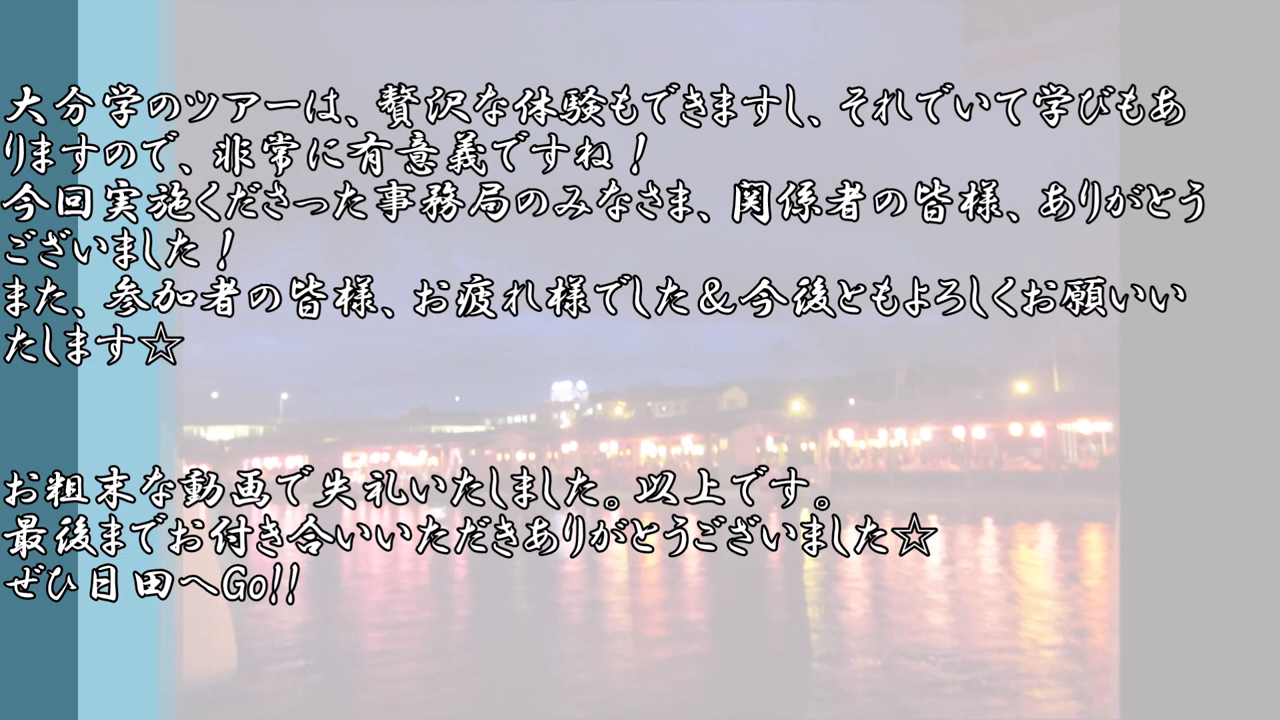 大分学のツアーは、贅沢な体験もできますし、それでいて学びもあ
りますので、非常に有意義ですね！
今回実施くださった事務局のみなさま、関係者の皆様、ありがとう
ございました！
また、参加者の皆様、お疲れ様でした＆今後ともよろしくお願いい
たします☆
お粗末な動画で失礼いたしました。以上です。
最後までお付き合いいただきありがとうございました☆
ぜひ日田へGo!!